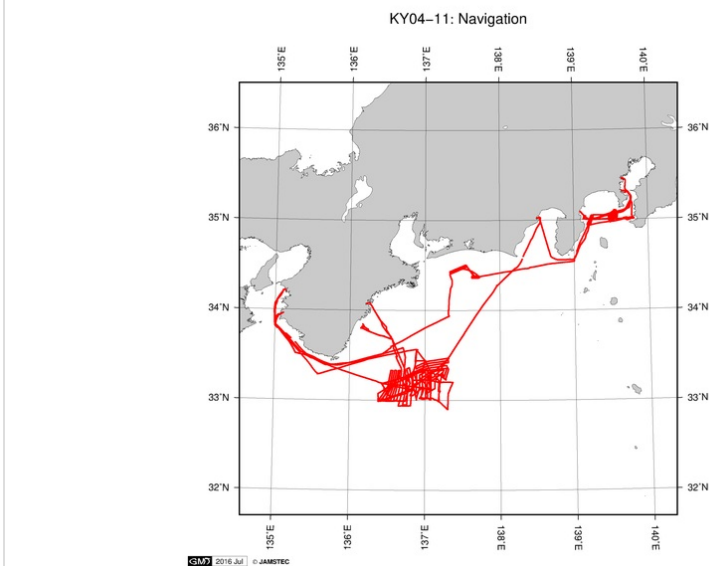 KY04-11: Navigation
135°E 136°E 137°E 138°E 139°E 140°E
36°N 36°N
35°N 35°N
34°N 34°N
33°N 33°N
32°N 32°N
135°E 136°E 137°E 138°E 139°E 140°E
GMD 2016 Jul © JAMSTEC